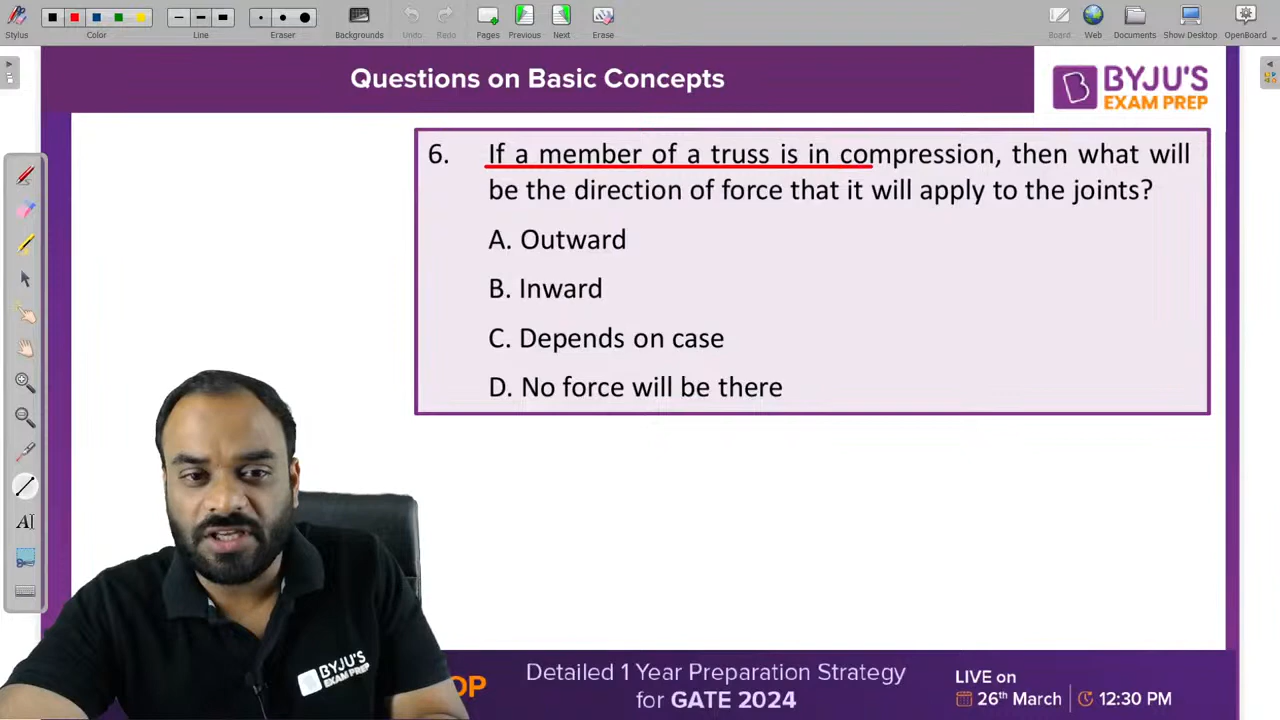 Stylus
Color
Line
Eraser
Backgrounds
Undo
Redo
Pages
Previous
Next
Erase
Board
Web
Documents
Show Desktop
OpenBoard
Questions on Basic Concepts
BYJU'S
EXAM PREP
6. If a member of a truss is in compression, then what will
be the direction of force that it will apply to the joints?
A. Outward
B. Inward
C. Depends on case
D. No force will be there
AI
BYJU'S
EXAM PREP
OP
Detailed 1 Year Preparation Strategy
for GATE 2024
LIVE on
26th March
12:30 PM